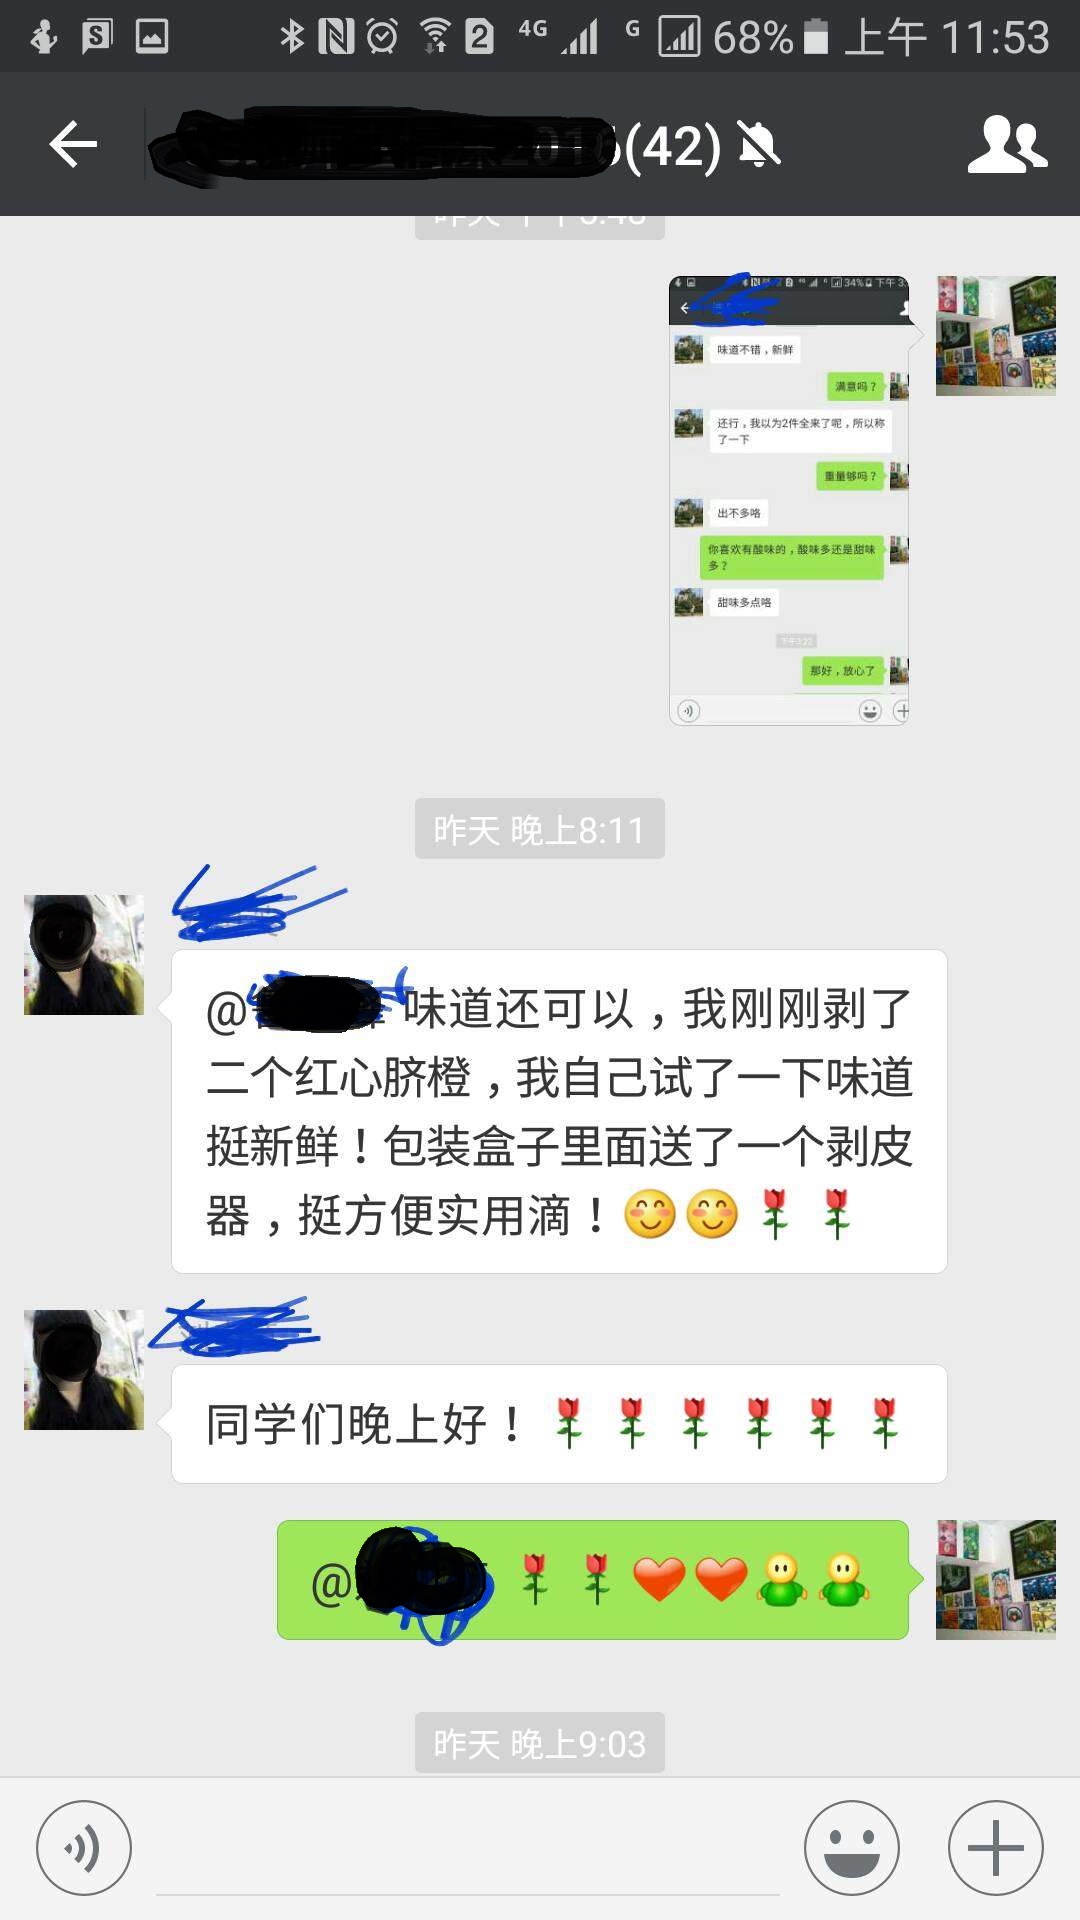 4G G 68% 上午 11:53
(42)
下午 3:
34%
味道不错，新鲜
满意吗？
还行，我以为2件全来了呢，所以称
了一下
重量够吗？
出不多咯
你喜欢有酸味的，酸味多还是甜味
多？
甜味多点咯
下午3:22
那好，放心了
昨天 晚上8:11
@ 味道还可以，我刚刚剥了
二个红心脐橙，我自己试了一下味道
挺新鲜！包装盒子里面送了一个剥皮
器，挺方便实用滴！😊😊🌹🌹
同学们晚上好！🌹🌹🌹🌹🌹🌹
@ 🌹🌹❤❤
昨天 晚上9:03